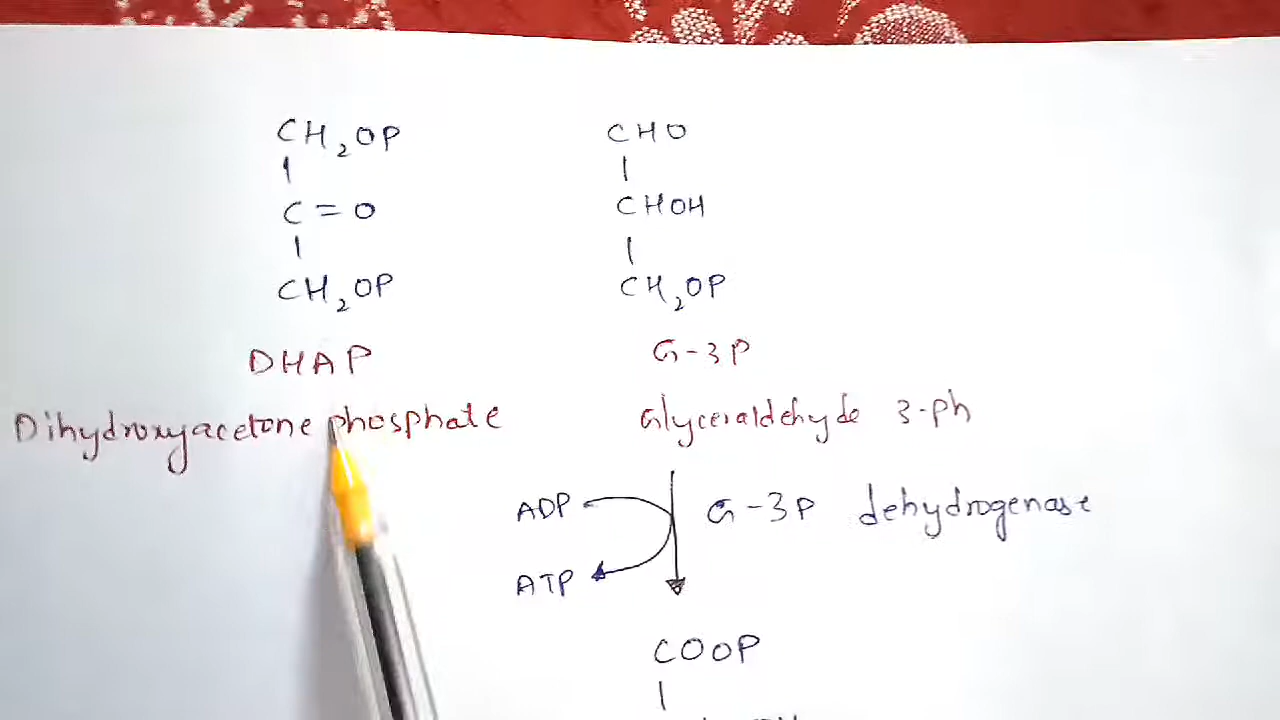 CH2OP CHO
C=O CHOH
CH2OP CH2OP
DHAP G-3P
Dihydroxyacetone phosphate Glyceraldehyde 3-ph
ADP G-3P dehydrogenase
ATP
COOP